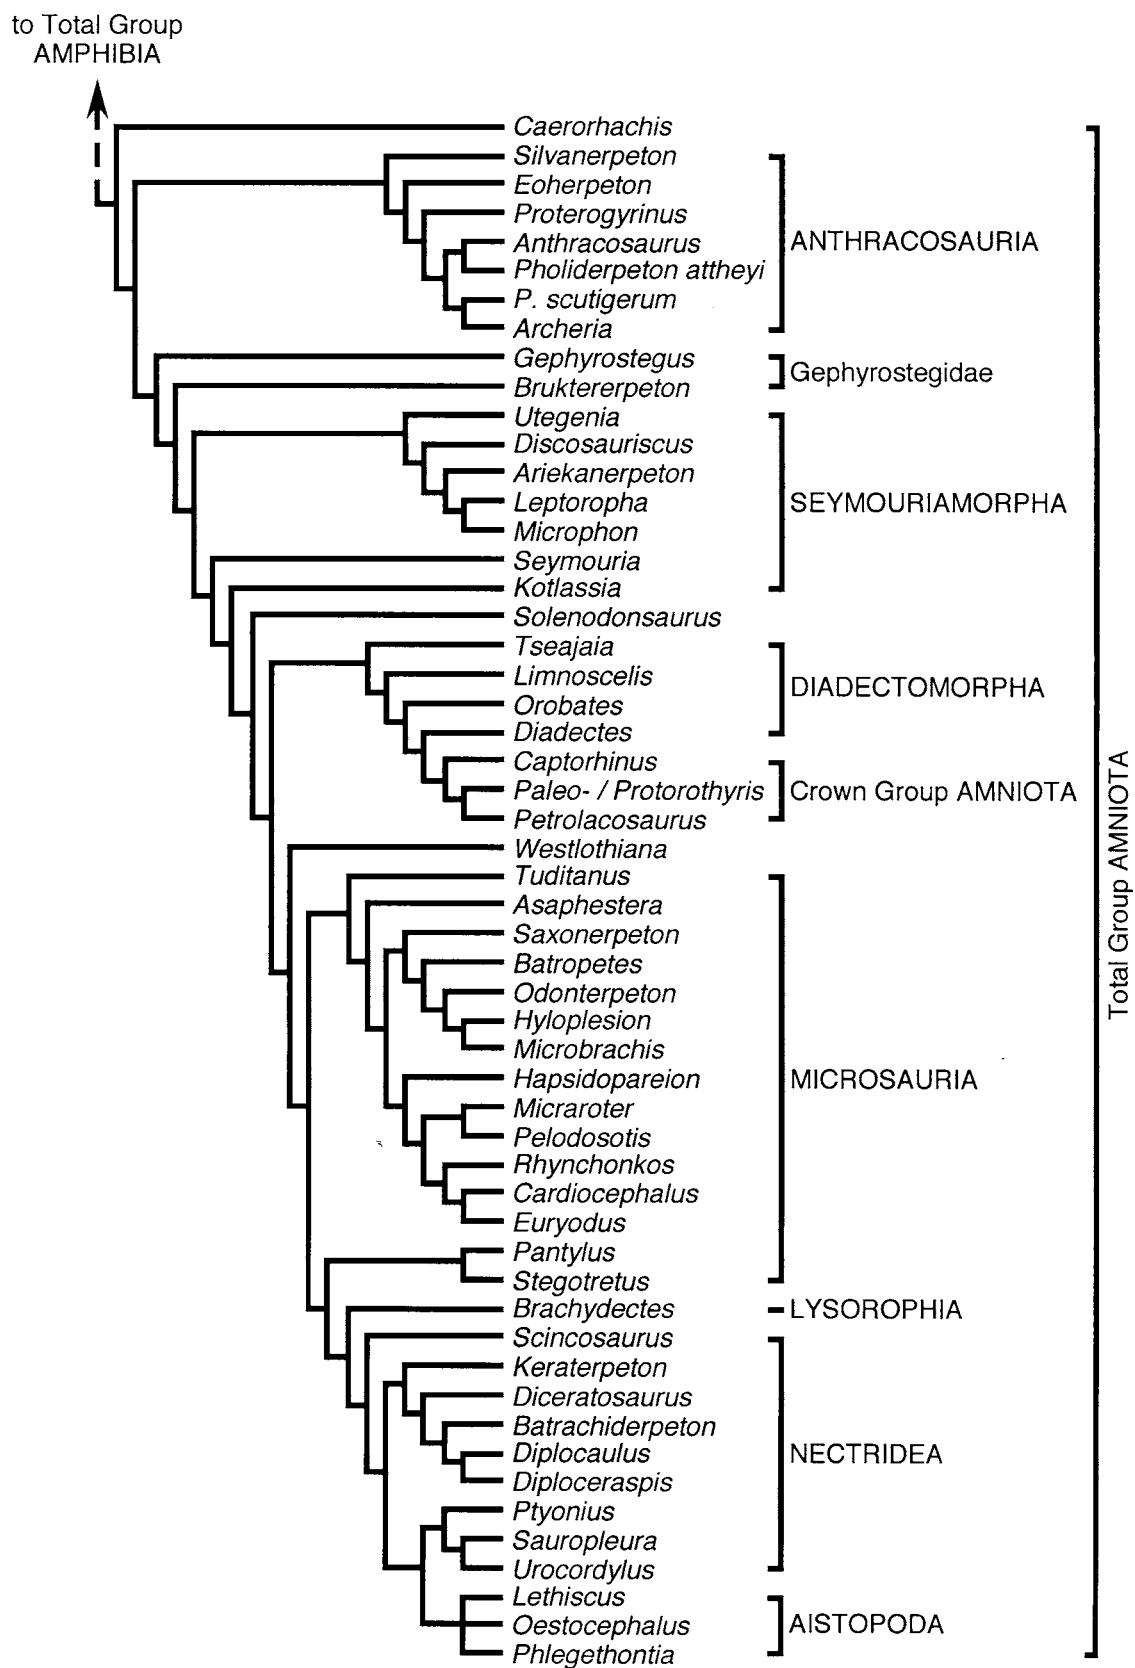 to Total Group
AMPHIBIA
Caerorhachis
Silvanerpeton
Eoherpeton
Proterogyrinus
Anthracosaurus
ANTHRACOSAURIA
Pholiderpeton attheyi
P. scutigerum
Archeria
Gephyrostegus
Gephyrostegidae
Bruktererpeton
Utegenia
Discosauriscus
Ariekanerpeton
Leptoropha
SEYMOURIAMORPHA
Microphon
Seymouria
Kotlassia
Solenodonsaurus
Tseajaia
Limnoscelis
DIADECTOMORPHA
Orobates
Diadectes
Captorhinus
Paleo- / Protorothyris
Crown Group AMNIOTA
Petrolacosaurus
Westlothiana
Tuditanus
Total Group AMNIOTA
Asaphestera
Saxonerpeton
Batropetes
Odonterpeton
Hyloplesion
Microbrachis
Hapsidopareion
MICROSAURIA
Micraroter
Pelodosotis
Rhynchonkos
Cardiocephalus
Euryodus
Pantylus
Stegotretus
Brachydectes
LYSOROPHIA
Scincosaurus
Keraterpeton
Diceratosaurus
Batrachiderpeton
Diplocaulus
NECTRIDEA
Diploceraspis
Ptyonius
Sauropleura
Urocordylus
Lethiscus
Oestocephalus
AISTOPODA
Phlegethontia